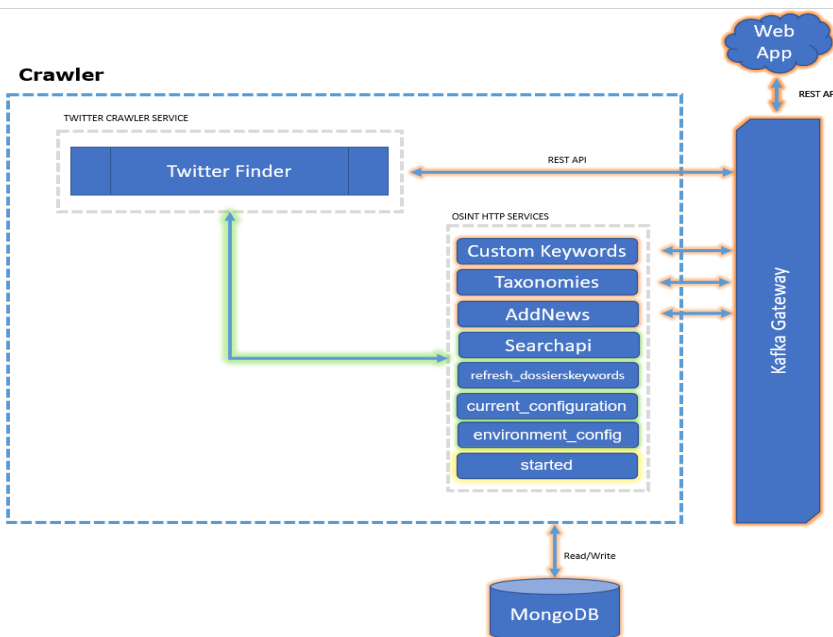 Web
App
REST AP
Crawler
TWITTER CRAWLER SERVICE
Twitter Finder
REST API
OSINT HTTP SERVICES
Custom Keywords
Taxonomies
AddNews
Searchapi
refresh_dossierskeywords
current_configuration
environment_config
started
Kafka Gateway
Read/Write
MongoDB